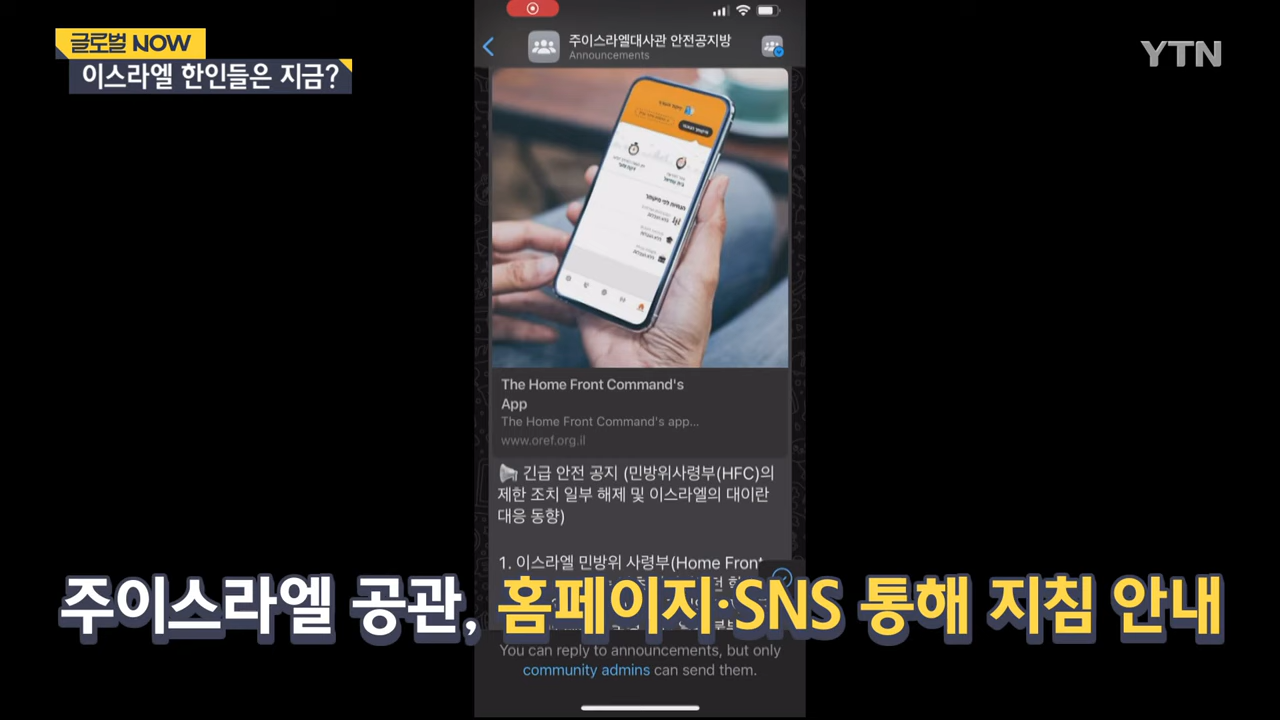 글로벌 NOW
이스라엘 한인들은 지금?
YTN
주이스라엘대사관 안전공지방
Announcements
The Home Front Command's
App
The Home Front Command's app...
www.oref.org.il
긴급 안전 공지 (민방위사령부(HFC)의
제한 조치 일부 해제 및 이스라엘의 대이란
대응 동향)
1. 이스라엘 민방위 사령부(Home Front
주이스라엘 공관, 홈페이지·SNS 통해 지침 안내
You can reply to announcements, but only
community admins can send them.